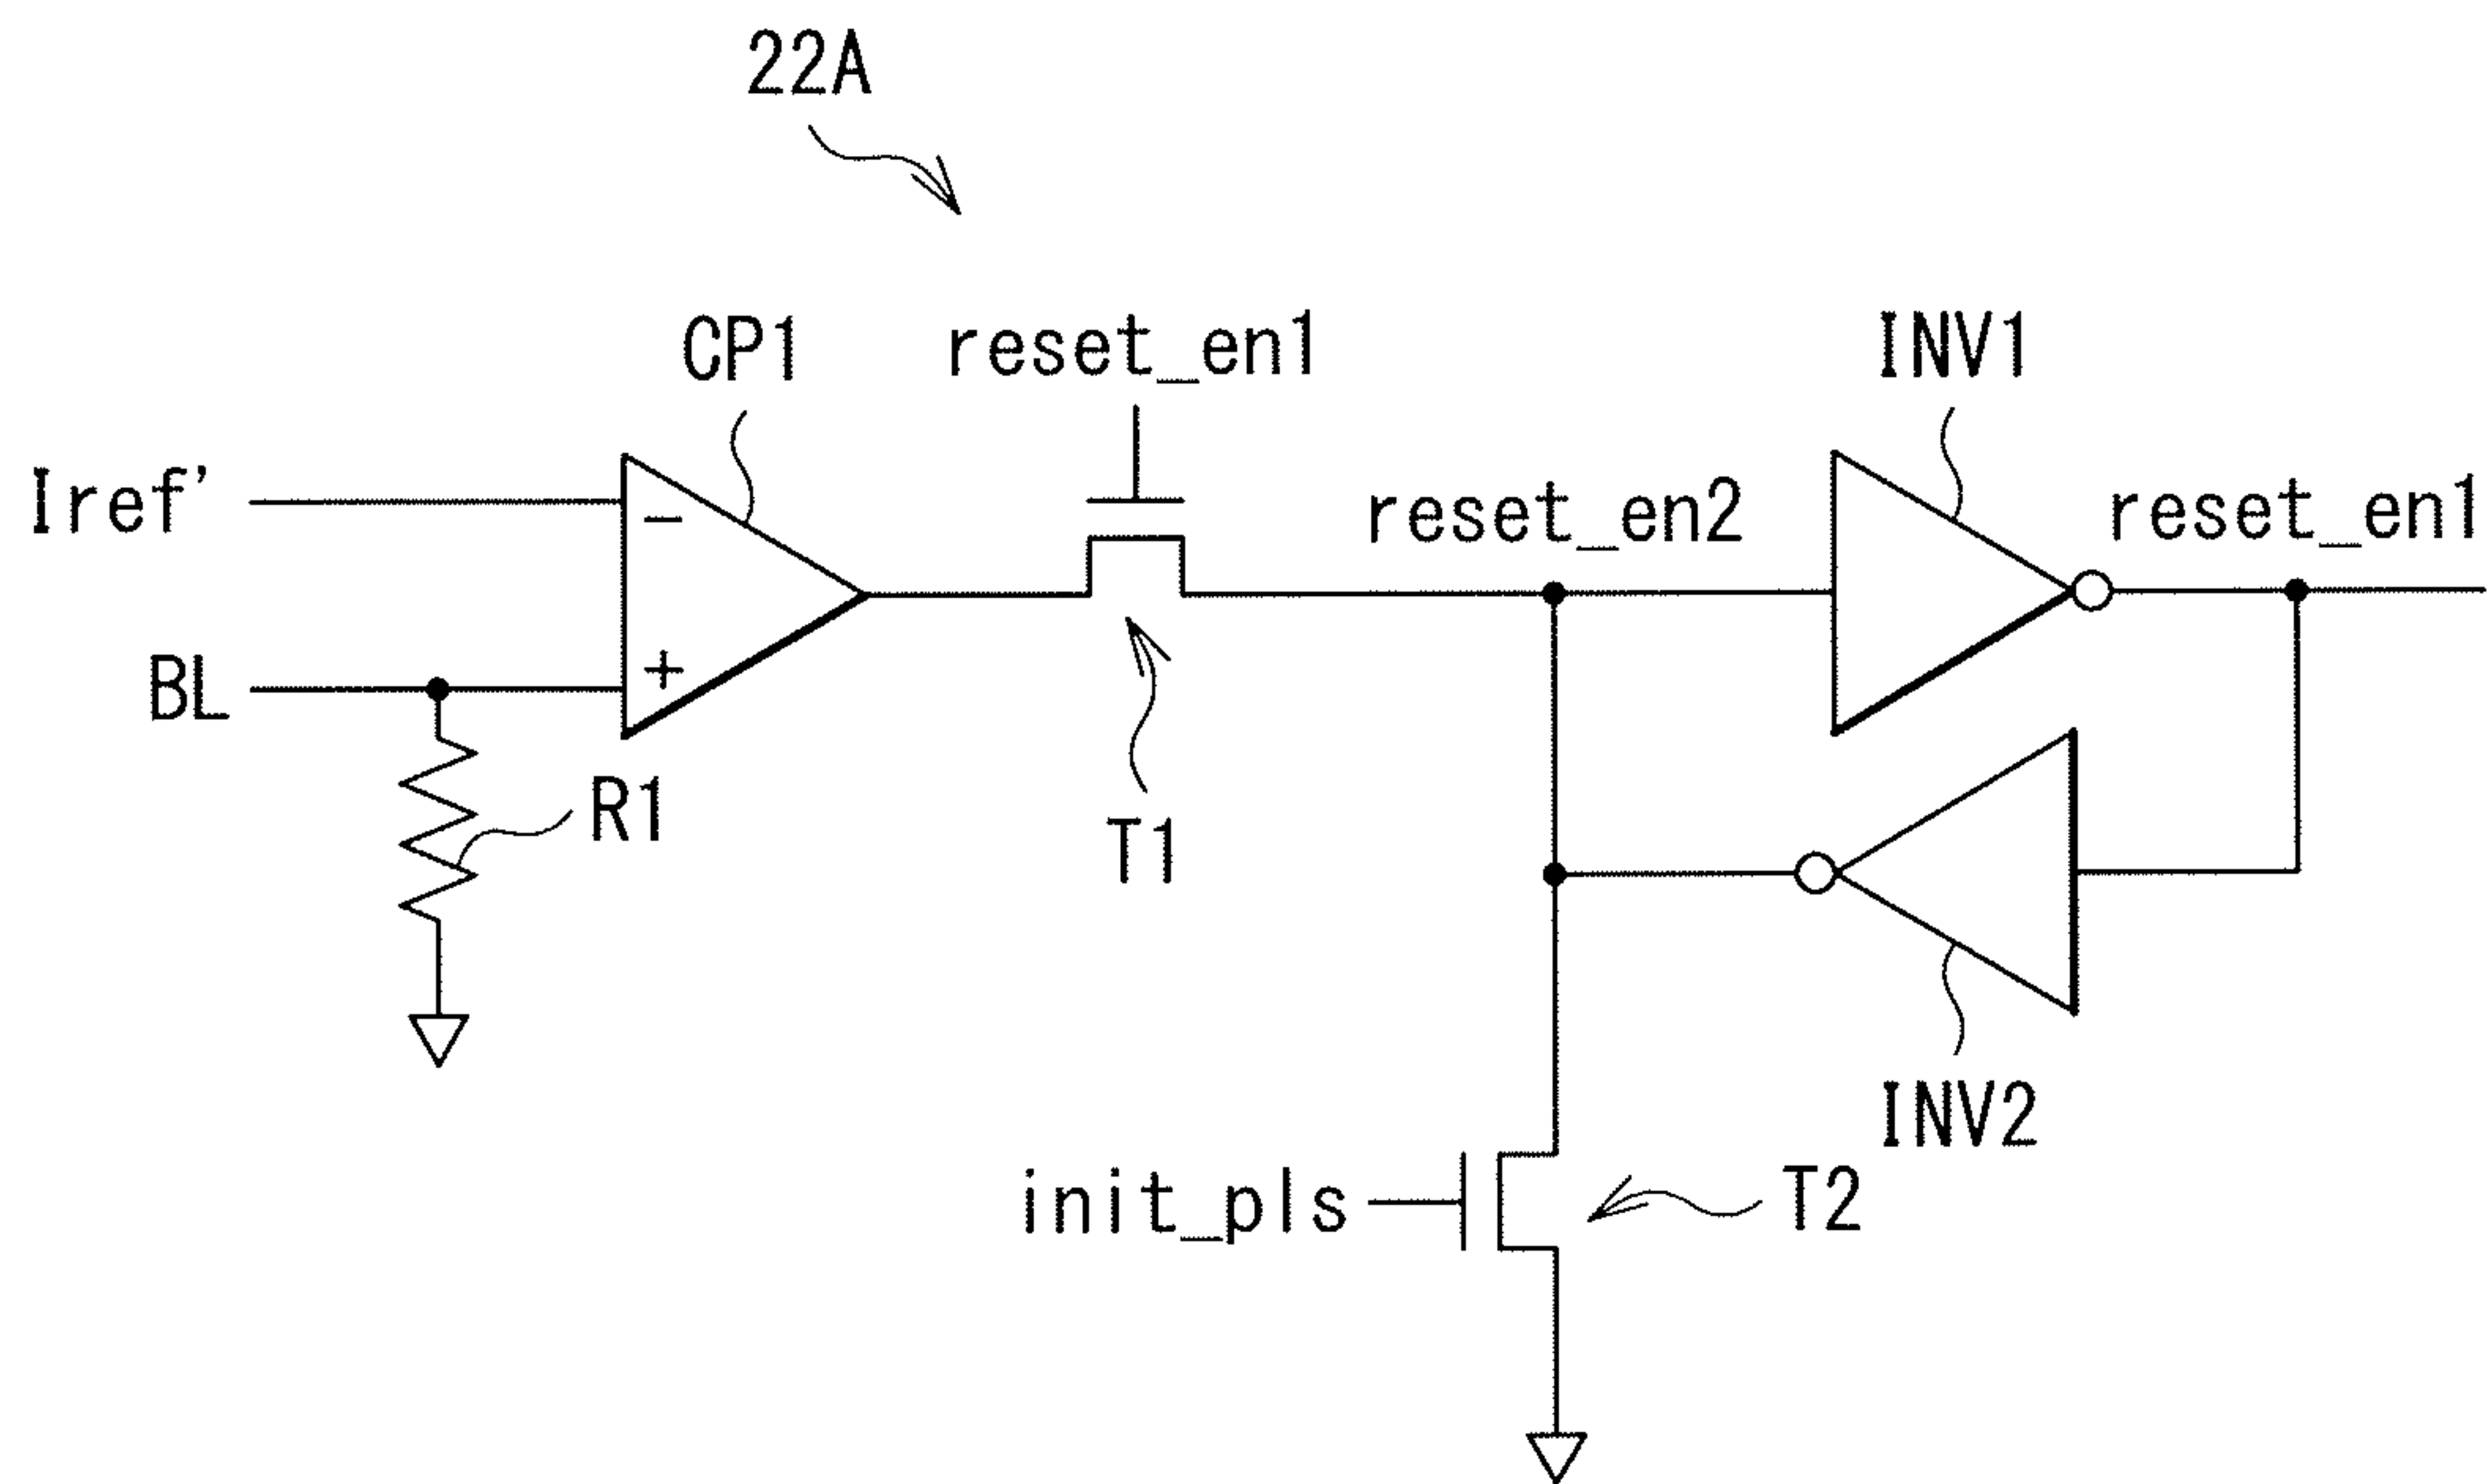 22A
CP1
reset_en1
INV1
Iref'
-
reset_en2
reset_en1
BL
+
R1
T1
INV2
init_pls
T2